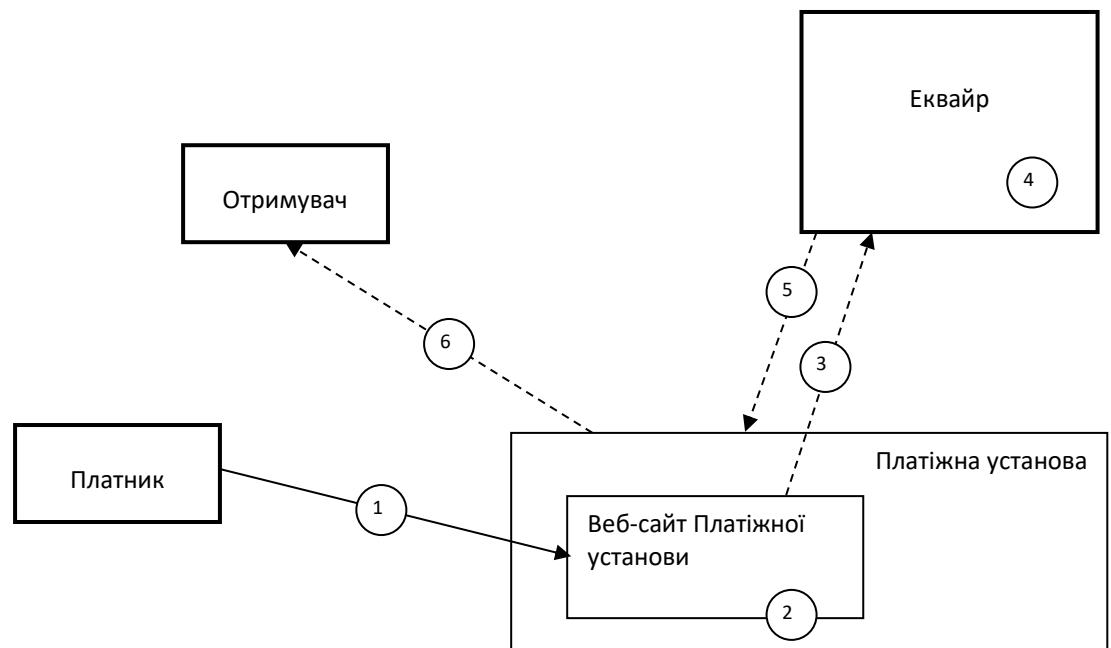 Еквайр
4
Отримувач
5
6
3
Платіжна установа
Платник
1
Веб-сайт Платіжної
установи
2